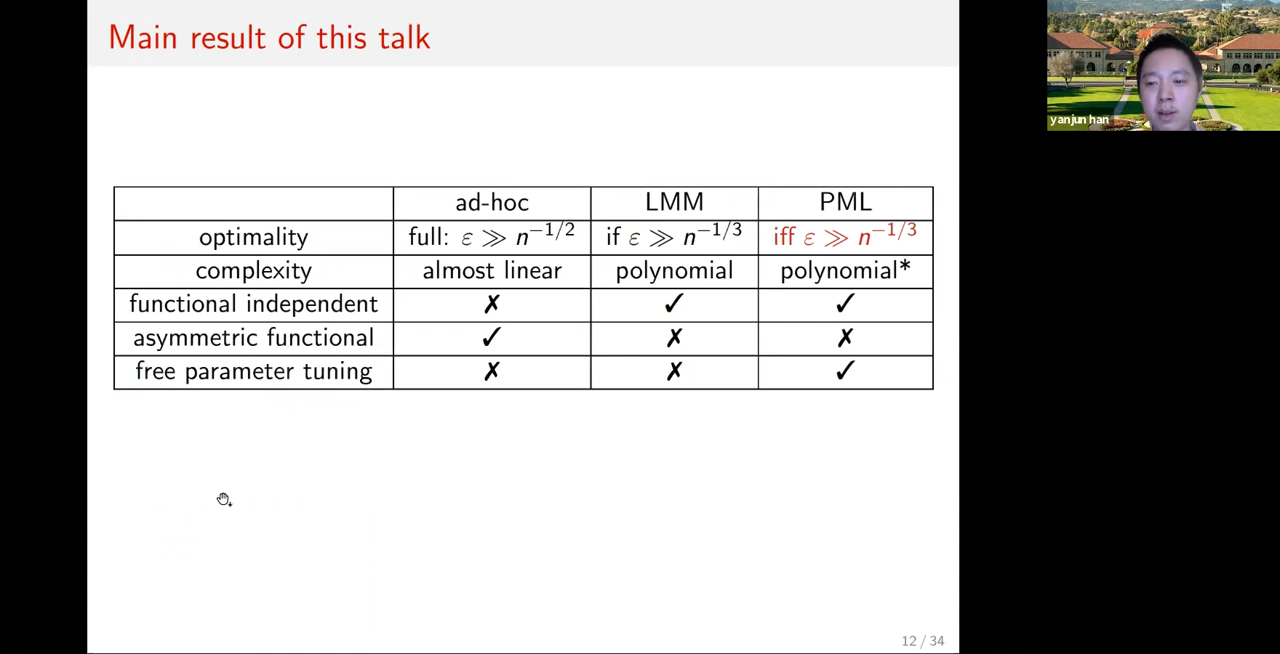 Main result of this talk
yanjun han
ad-hoc LMM PML
optimality full: ε ≫ n^{−1/2} if ε ≫ n^{−1/3} iff ε ≫ n^{−1/3}
complexity almost linear polynomial polynomial*
functional independent ✗ ✓ ✓
asymmetric functional ✓ ✗ ✗
free parameter tuning ✗ ✗ ✓
12 / 34